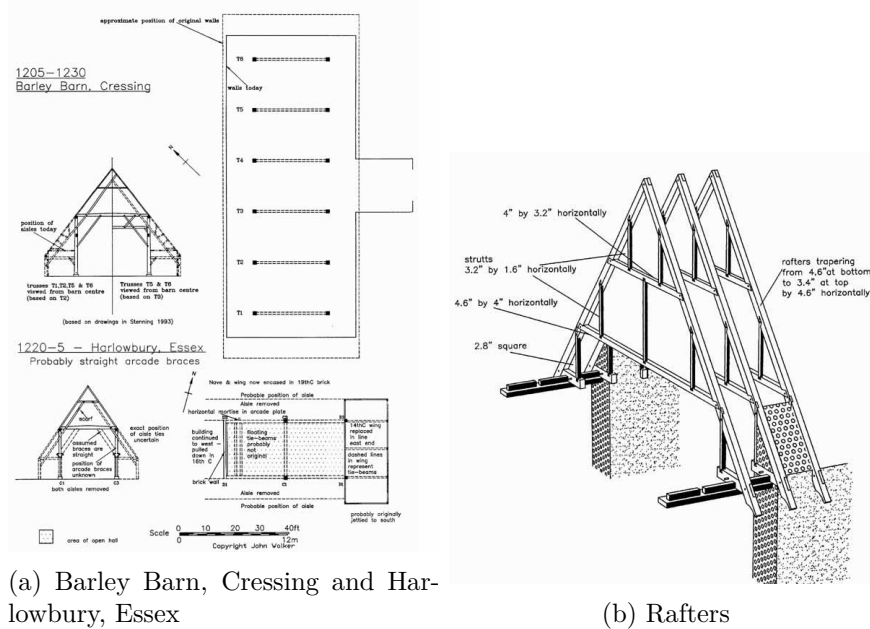 approximate position of original walls
1205-1230
Barley Barn, Cressing
walls today
T6
T5
T4
T3
T2
T1
N
position of
aisles today
trusses T1,T2,T5 & T6
viewed from barn centre
(based on T2)
Trusses T5 & T6
viewed from barn centre
(based on T3)
(based on drawings in Stenning 1993)
1220-5 - Harlowbury, Essex
Probably straight arcade braces
N
Nave & wing now encased in 19thC brick
Probable position of aisle
Aisle removed
horizontal mortise in arcade plate
scarf
exact position
of aisle ties
uncertain
assumed
braces are
straight
position of
arcade braces
unknown
C1
C3
both aisles removed
building
continued
to west -
pulled
down in
16th C
brick wall
floating
tie-beams
probably
not
original
14thC wing
replaced
in line
east end
dashed lines
in wing
represent
tie-beams
D1
C1
Aisle removed
Probable position of aisle
probably originally
jettied to south
area of open hall
Scale
0 10 20 30 40ft
0 12m
Copyright John Walker
4" by 3.2" horizontally
strutts
3.2" by 1.6" horizontally
4.6" by 4" horizontally
2.8" square
rafters trapering
from 4.6"at bottom
to 3.4" at top
by 4.6" horizontally
(a) Barley Barn, Cressing and Har-
lowbury, Essex
(b) Rafters